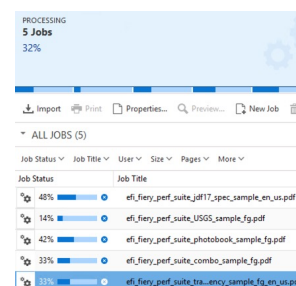 PROCESSING
5 Jobs
32%
Import Print Properties... Preview... New Job
ALL JOBS (5)
Job Status Job Title User Size Pages More
Job Status Job Title
48% efi_fiery_perf_suite_jdf17_spec_sample_en_us.pdf
14% efi_fiery_perf_suite_USGS_sample_fg.pdf
42% efi_fiery_perf_suite_photobook_sample_fg.pdf
33% efi_fiery_perf_suite_combo_sample_fg.pdf
33% efi_fiery_perf_suite_tra...ency_sample_fg_en_us.pdf